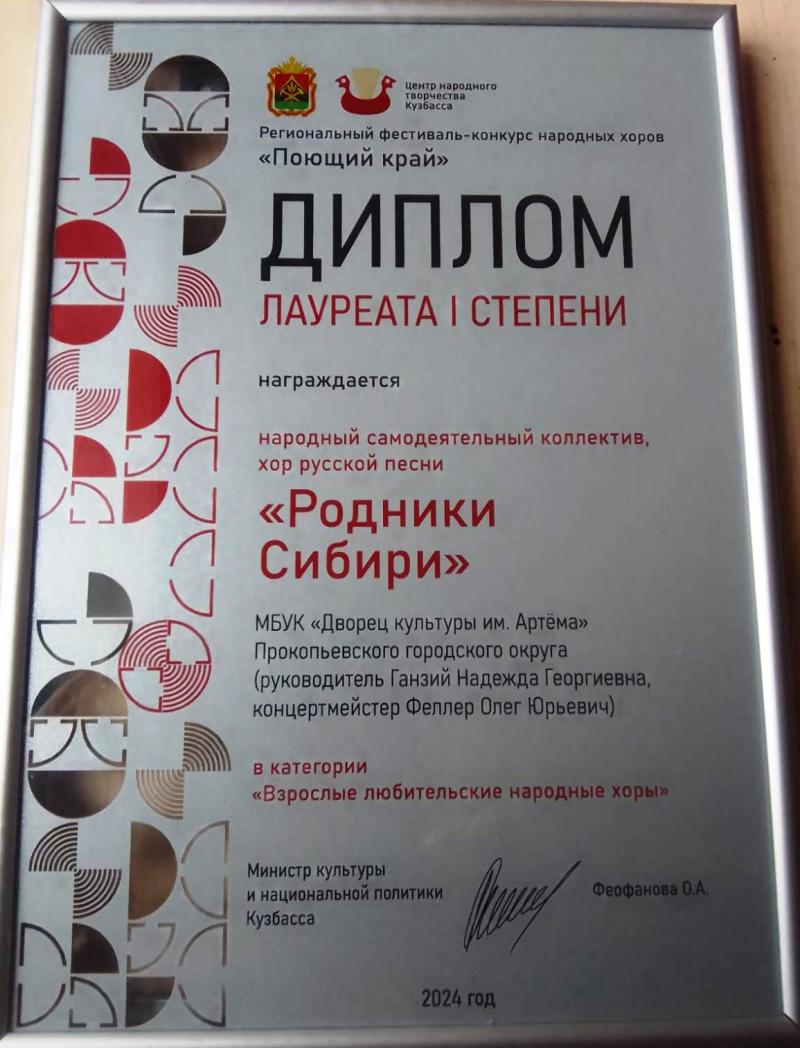 Центр народного
творчества
Кузбасса
Региональный фестиваль-конкурс народных хоров
«Поющий край»
ДИПЛОМ
ЛАУРЕАТА I СТЕПЕНИ
награждается
народный самодеятельный коллектив,
хор русской песни
«Родники
Сибири»
МБУК «Дворец культуры им. Артёма»
Прокопьевского городского округа
(руководитель Ганзий Надежда Георгиевна,
концертмейстер Феллер Олег Юрьевич)
в категории
«Взрослые любительские народные хоры»
Министр культуры
и национальной политики
Кузбасса
Феофанова О.А.
2024 год